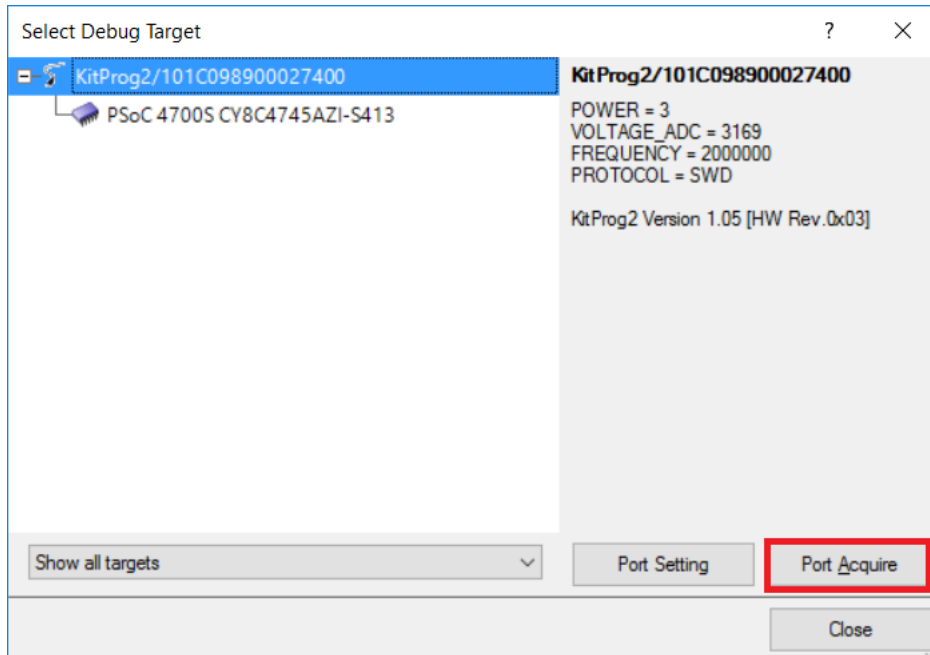 Select Debug Target
KitProg2/101C098900027400
PSoC 4700S CY8C4745AZI-S413
KitProg2/101C098900027400
POWER = 3
VOLTAGE_ADC = 3169
FREQUENCY = 2000000
PROTOCOL = SWD
KitProg2 Version 1.05 [HW Rev.0x03]
Show all targets
Port Setting
Port Acquire
Close